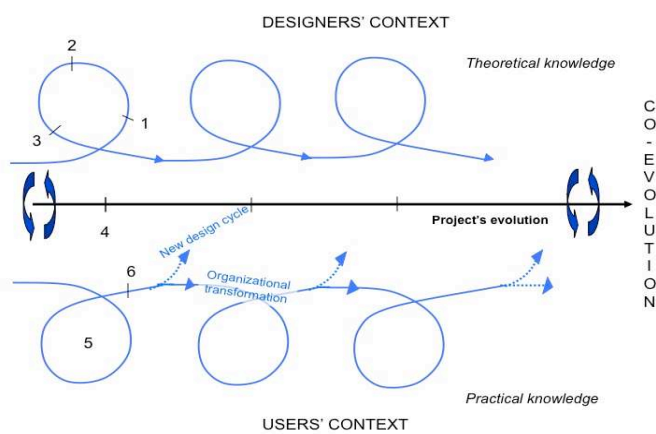 DESIGNERS' CONTEXT
2
Theoretical knowledge
1
3
CO-EVOLUTION
Project's evolution
4
New design cycle
6
Organizational
transformation
5
Practical knowledge
USERS' CONTEXT